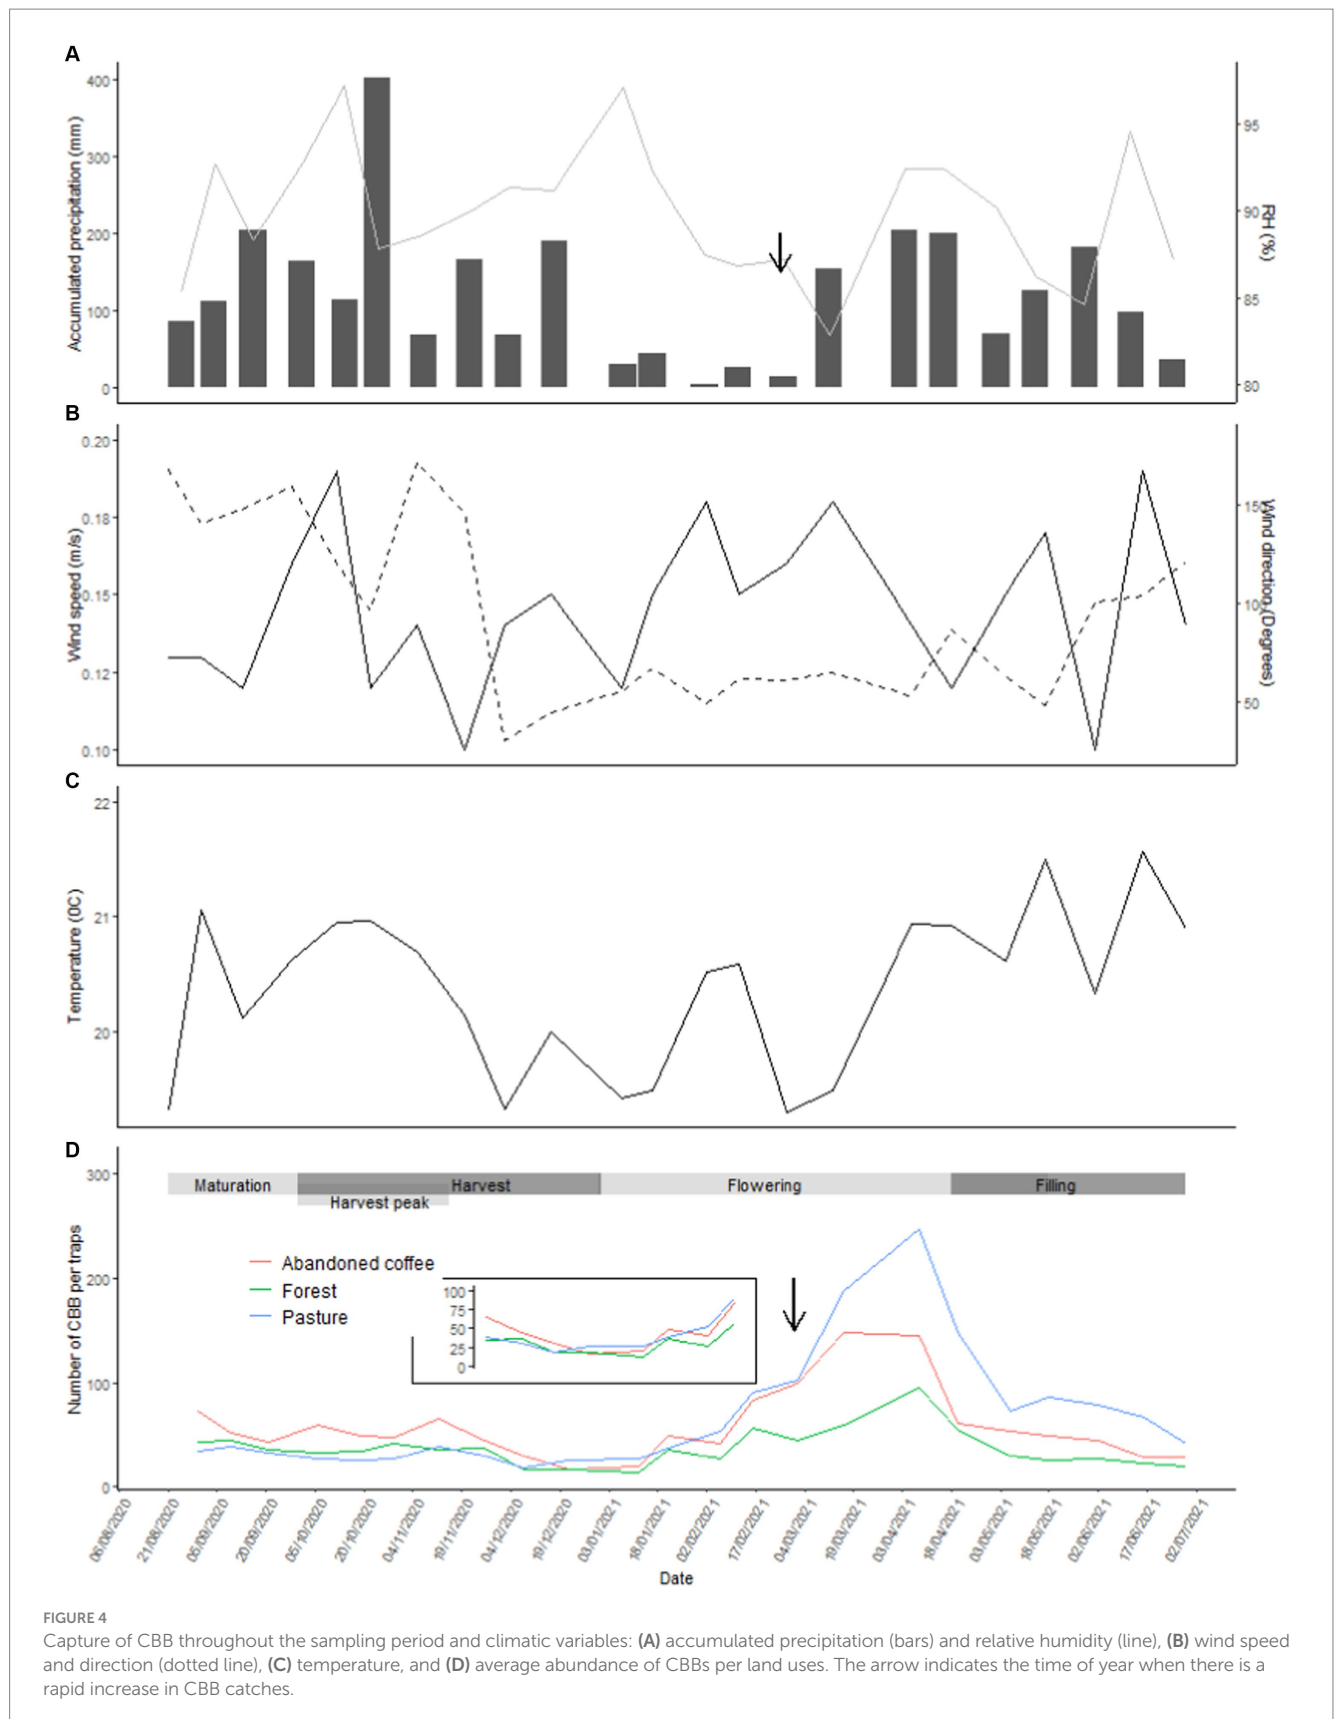 A
Accumulated precipitation (mm)
400
300
200
100
0
95
90
85
80
RH (%)
B
Wind speed (m/s)
0.20
0.18
0.15
0.12
0.10
150
100
50
Wind direction (Degrees)
C
Temperature (0C)
22
21
20
D
Number of CBB per traps
300
200
100
0
Maturation
Harvest
Flowering
Filling
Harvest peak
Abandoned coffee
Forest
Pasture
100
75
50
25
0
06/08/2020
21/08/2020
05/09/2020
20/09/2020
05/10/2020
20/10/2020
04/11/2020
19/11/2020
04/12/2020
19/12/2020
03/01/2021
18/01/2021
02/02/2021
17/02/2021
04/03/2021
19/03/2021
03/04/2021
18/04/2021
03/05/2021
18/05/2021
02/06/2021
17/06/2021
02/07/2021
Date
FIGURE 4
Capture of CBB throughout the sampling period and climatic variables: (A) accumulated precipitation (bars) and relative humidity (line), (B) wind speed
and direction (dotted line), (C) temperature, and (D) average abundance of CBBs per land uses. The arrow indicates the time of year when there is a
rapid increase in CBB catches.